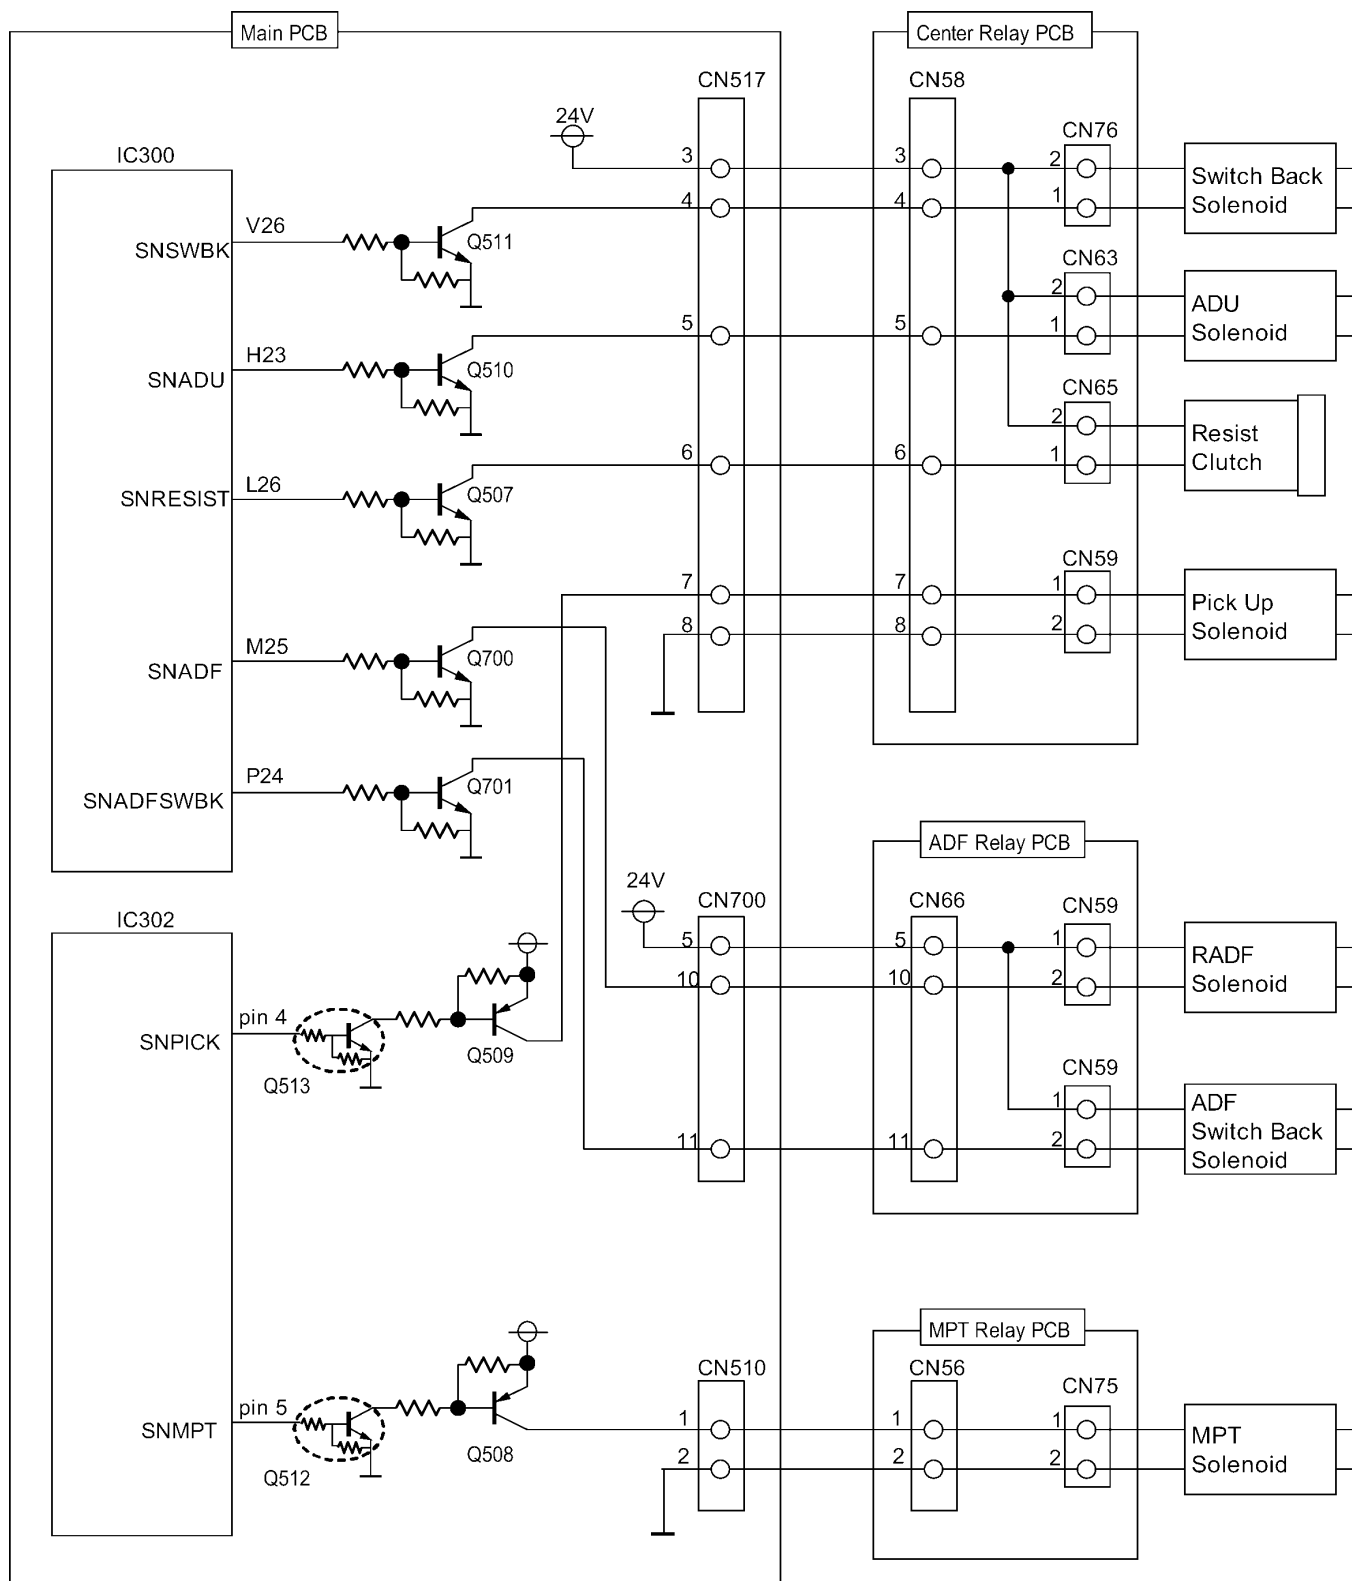 Main PCB
Center Relay PCB
CN517
CN58
24V
CN76
IC300
3
3
2
Switch Back
Solenoid
4
4
1
V26
SNSWBK
Q511
CN63
2
ADU
Solenoid
5
5
1
H23
SNADU
Q510
CN65
2
Resist
Clutch
6
6
1
L26
SNRESIST
Q507
CN59
7
7
1
Pick Up
Solenoid
8
8
2
M25
SNADF
Q700
P24
SNADFSWBK
Q701
ADF Relay PCB
24V
CN700
CN66
CN59
IC302
5
5
1
RADF
Solenoid
10
10
2
pin 4
SNPICK
Q513
Q509
CN59
1
ADF
Switch Back
Solenoid
11
11
2
MPT Relay PCB
CN510
CN56
CN75
pin 5
SNMPT
Q512
Q508
1
1
1
MPT
Solenoid
2
2
2